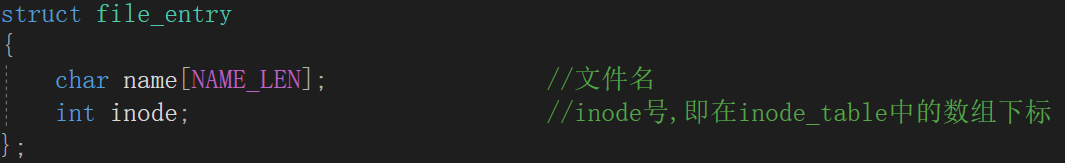 struct file_entry
{
char name[NAME_LEN]; //文件名
int inode; //inode号,即在inode_table中的数组下标
};